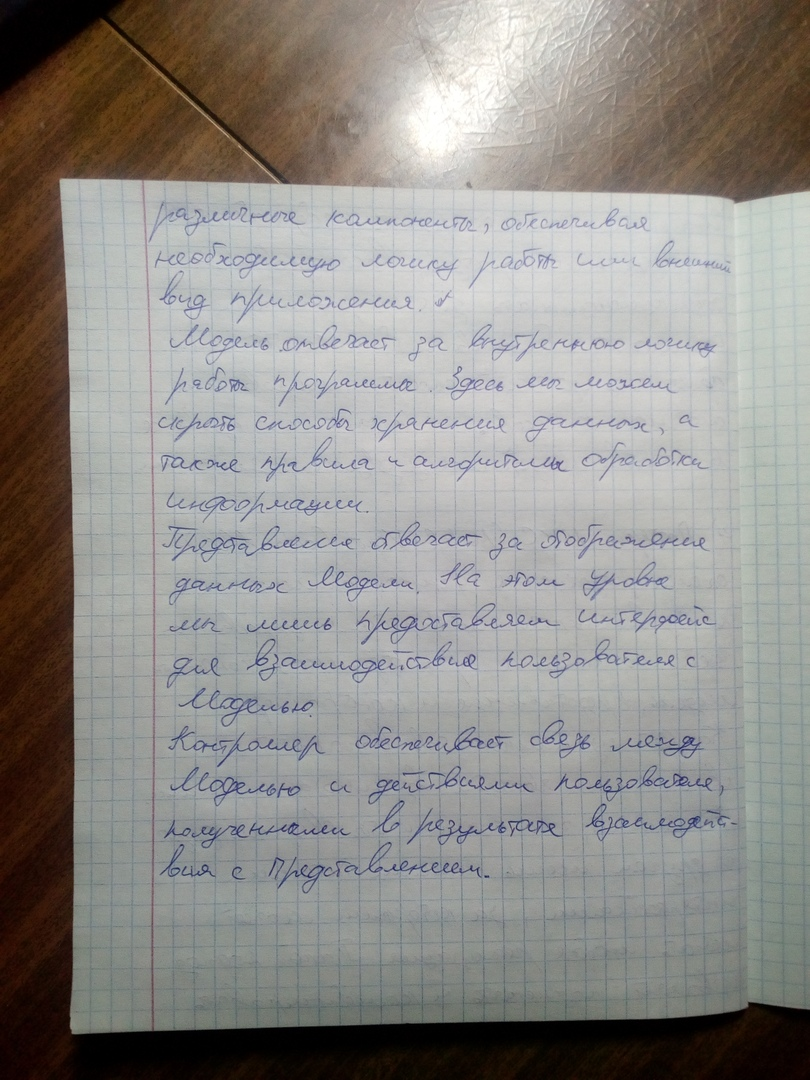 различные компоненты, обеспечивая
необходимую логику работы или внешний
вид приложения.
Модель отвечает за внутреннюю логику
работы программы. Здесь мы можем
скрыть способы хранения данных, а
также правила и алгоритмы обработки
информации.
Представление отвечает за отображение
данных Модели. На этом уровне
мы лишь предоставляем интерфейс
для взаимодействия пользователя с
Моделью.
Контроллер обеспечивает связь между
Моделью и действиями пользователя,
полученными в результате взаимодейст-
вия с Представлением.